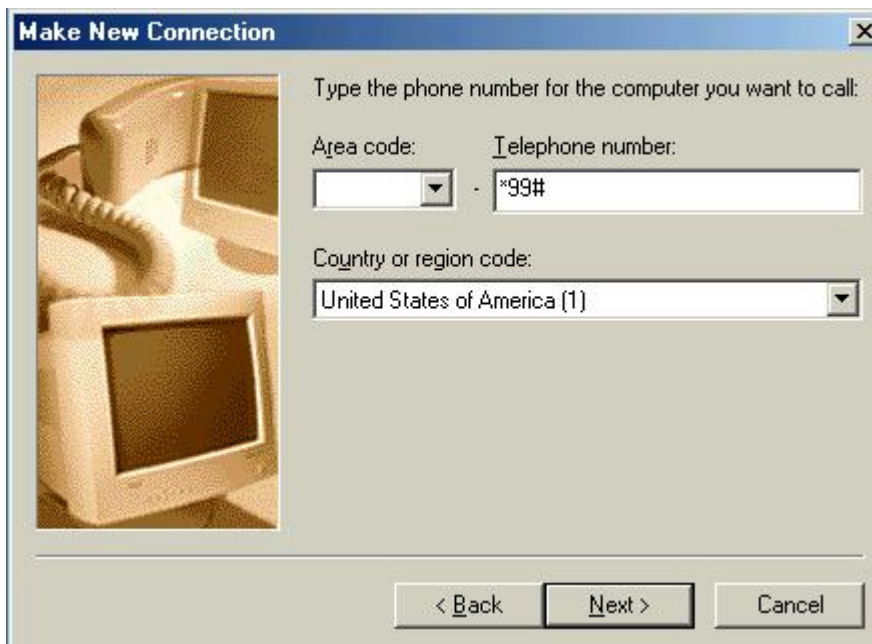 Make New Connection
Type the phone number for the computer you want to call:
Area code: Telephone number:
- *99#
Country or region code:
United States of America (1)
< Back Next > Cancel